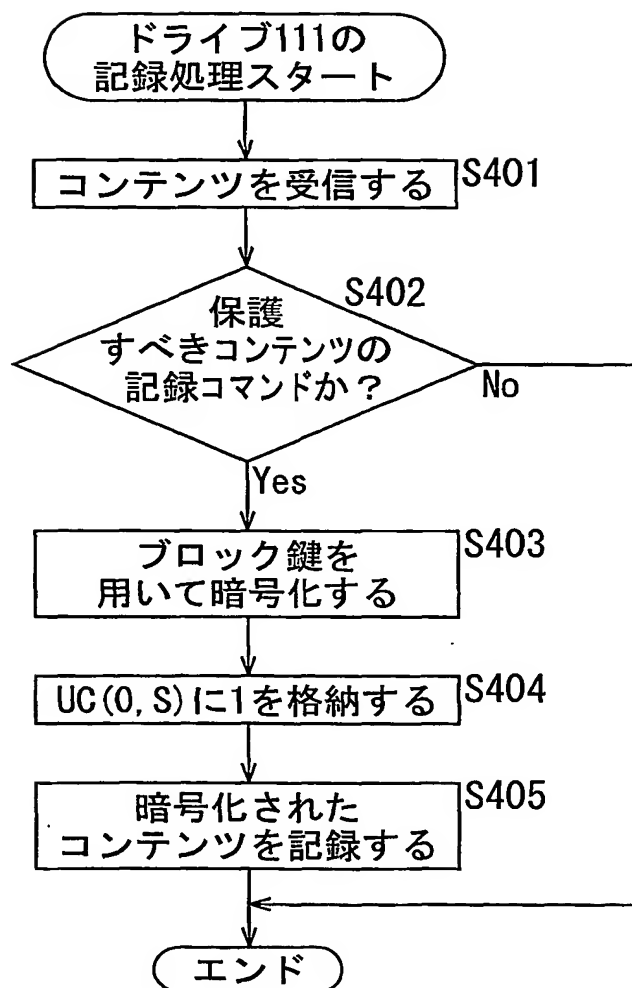 ドライブ111の
記録処理スタート
コンテンツを受信する
S401
S402
保護
すべきコンテンツの
記録コマンドか？
No
Yes
ブロック鍵を
用いて暗号化する
S403
UC(0,S)に1を格納する
S404
暗号化された
コンテンツを記録する
S405
エンド